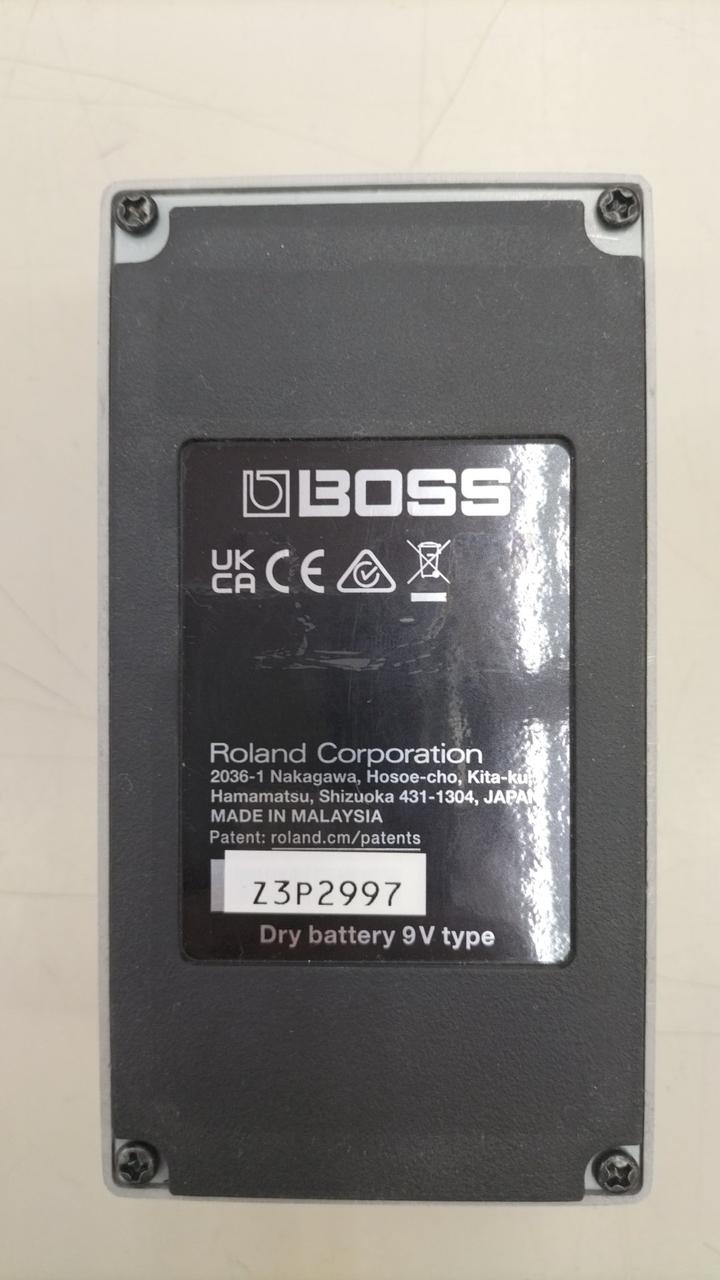 BOSS
UK
CA CE
Roland Corporation
2036-1 Nakagawa, Hosoe-cho, Kita-ku,
Hamamatsu, Shizuoka 431-1304, JAPAN
MADE IN MALAYSIA
Patent: roland.cm/patents
Z3P2997
Dry battery 9V type